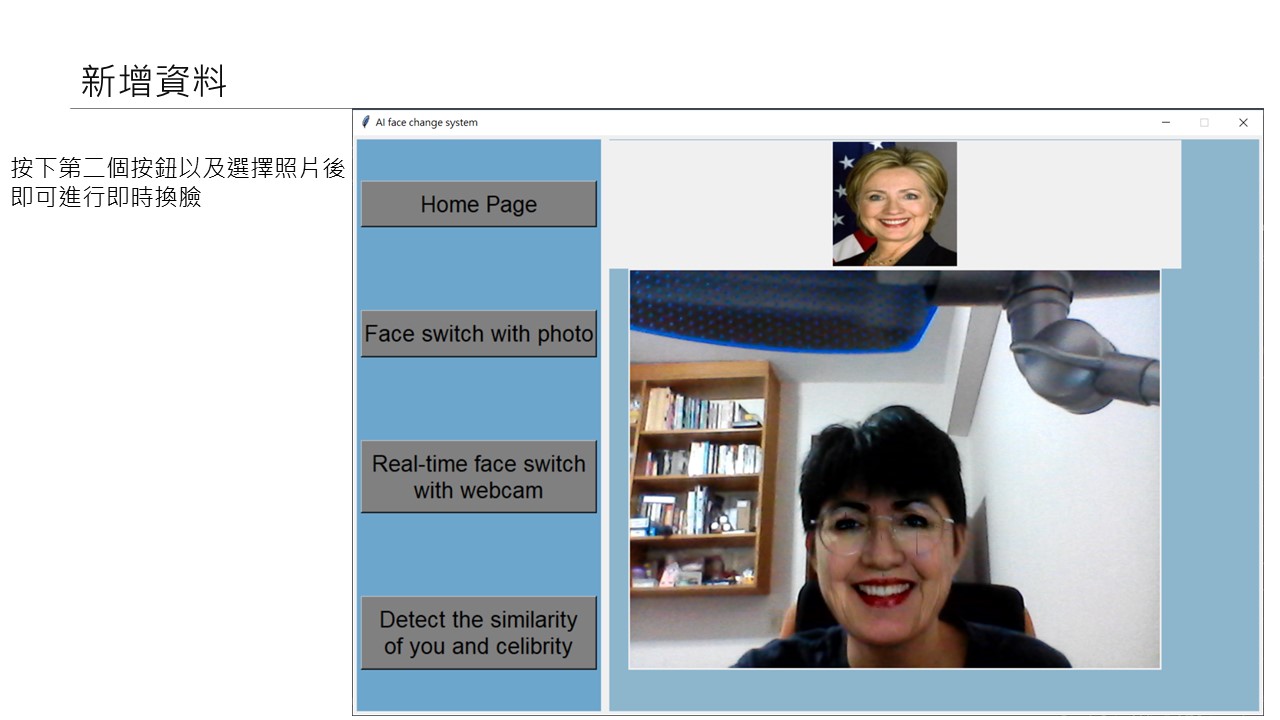 新增資料
按下第二個按鈕以及選擇照片後
即可進行即時換臉
AI face change system
Home Page
Face switch with photo
Real-time face switch
with webcam
Detect the similarity
of you and celibrity